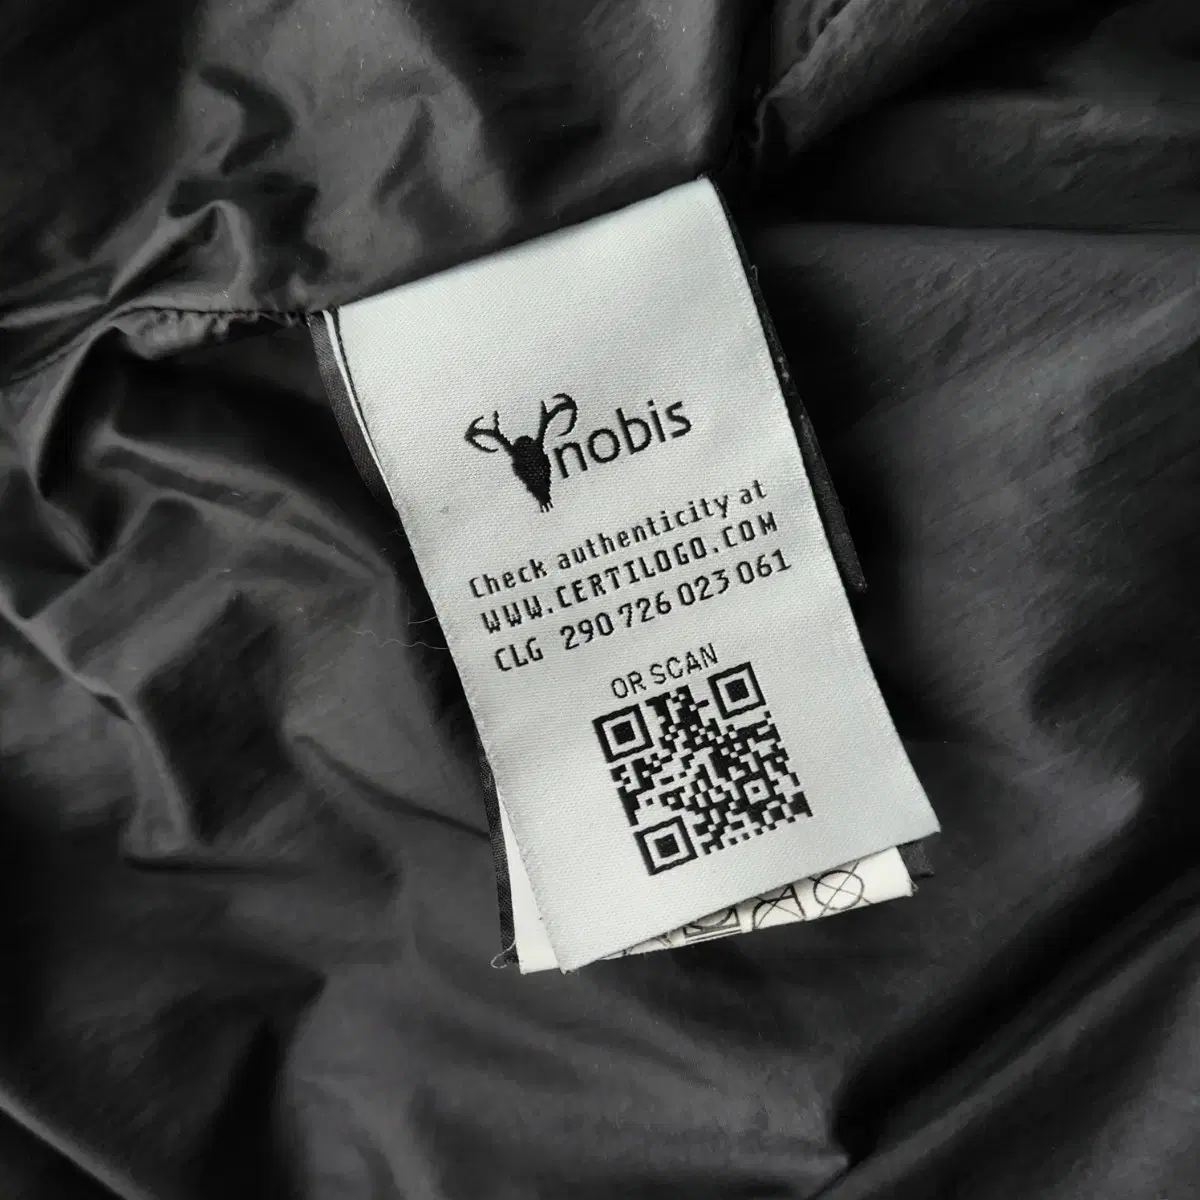 nobis
Check authenticity at
WWW.CERTILOGO.COM
CLG 290 726 023 061
OR SCAN